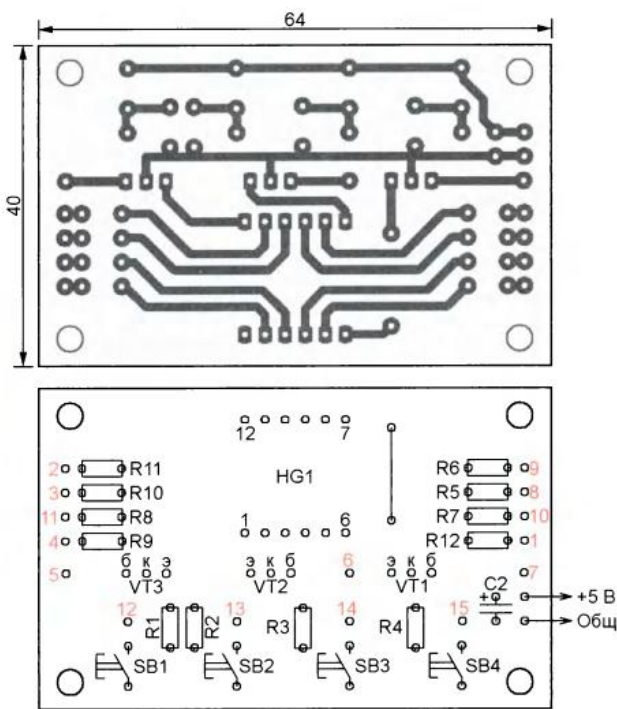 64
40
12 7
2 R11 HG1 R6 9
3 R10 R5 8
11 R8 R7 10
4 R9 1 6 R12 1
5 б к э э к б 6 э к б 7
VT3 VT2 VT1 C2
+ +5 В
12 R1 R2 13 R3 14 R4 15 Общ
SB1 SB2 SB3 SB4